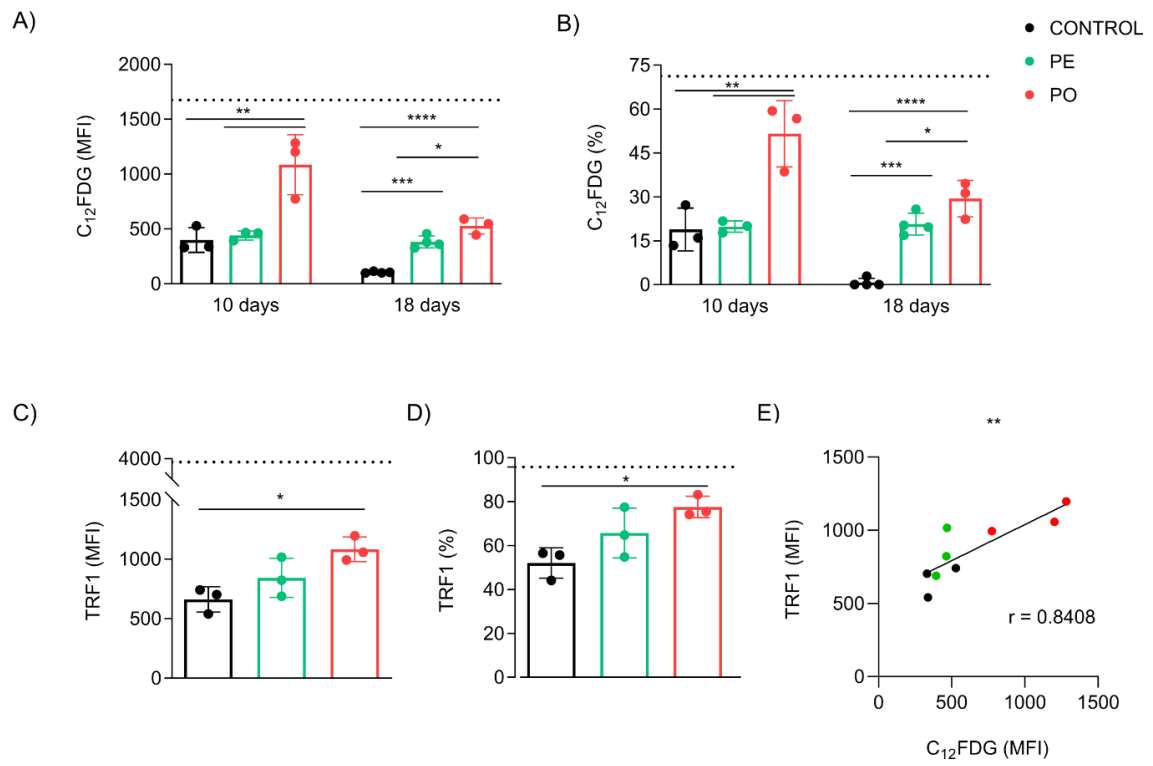 A)
C₁₂FDG (MFI)
2000
1500
1000
500
0
**
****
*
***
10 days
18 days
B)
C₁₂FDG (%)
75
60
45
30
15
0
**
****
*
***
10 days
18 days
CONTROL
PE
PO
C)
TRF1 (MFI)
4000
1500
1000
500
0
*
D)
TRF1 (%)
100
80
60
40
20
0
*
E)
**
TRF1 (MFI)
1500
1000
500
0
r = 0.8408
0 500 1000 1500
C₁₂FDG (MFI)